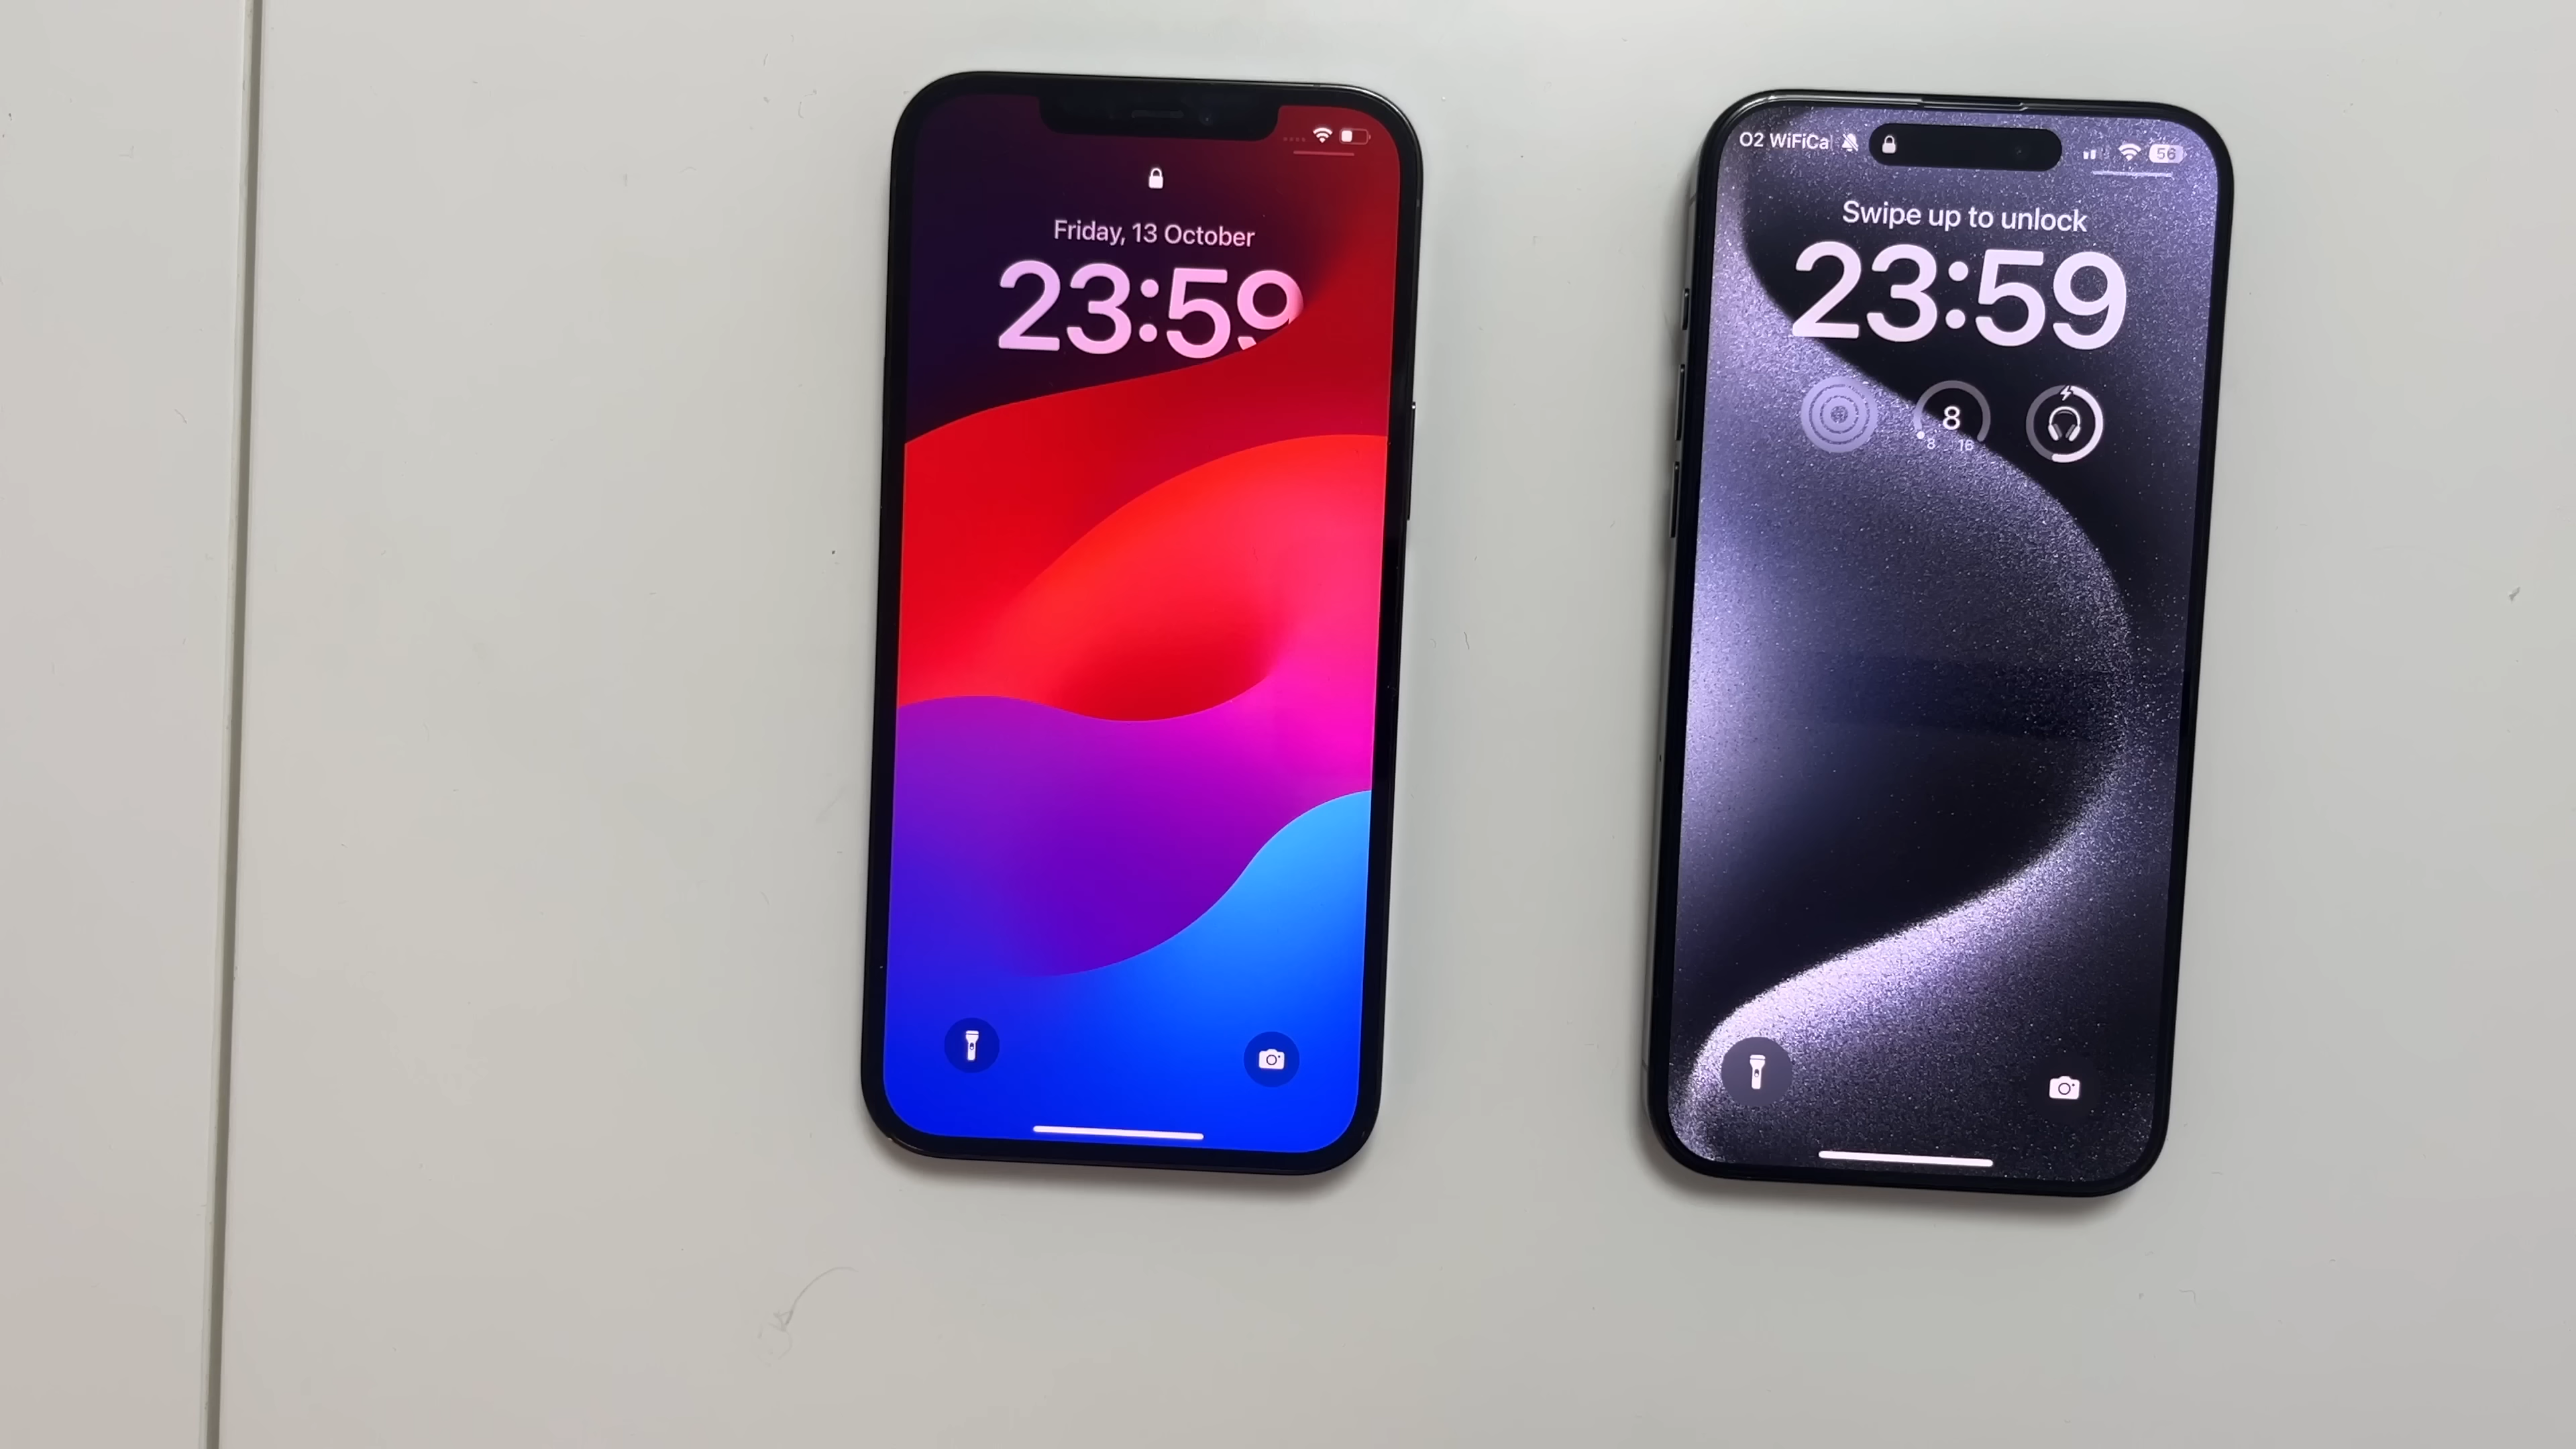 Friday, 13 October
23:59
O2 WiFiCa
56
Swipe up to unlock
23:59
8
8 16